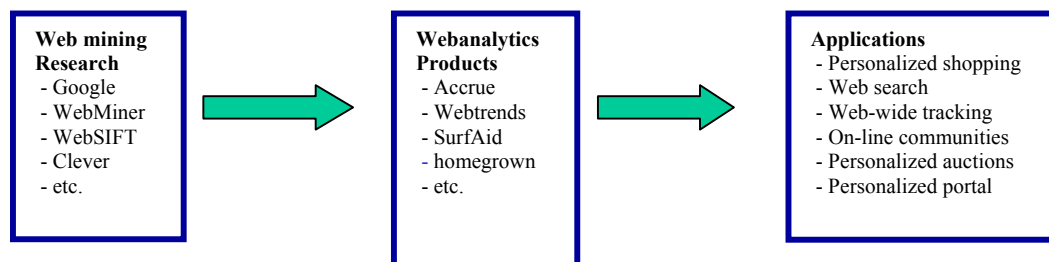 Web mining
Research
- Google
- WebMiner
- WebSIFT
- Clever
- etc.
Webanalytics
Products
- Accrue
- Webtrends
- SurfAid
- homegrown
- etc.
Applications
- Personalized shopping
- Web search
- Web-wide tracking
- On-line communities
- Personalized auctions
- Personalized portal